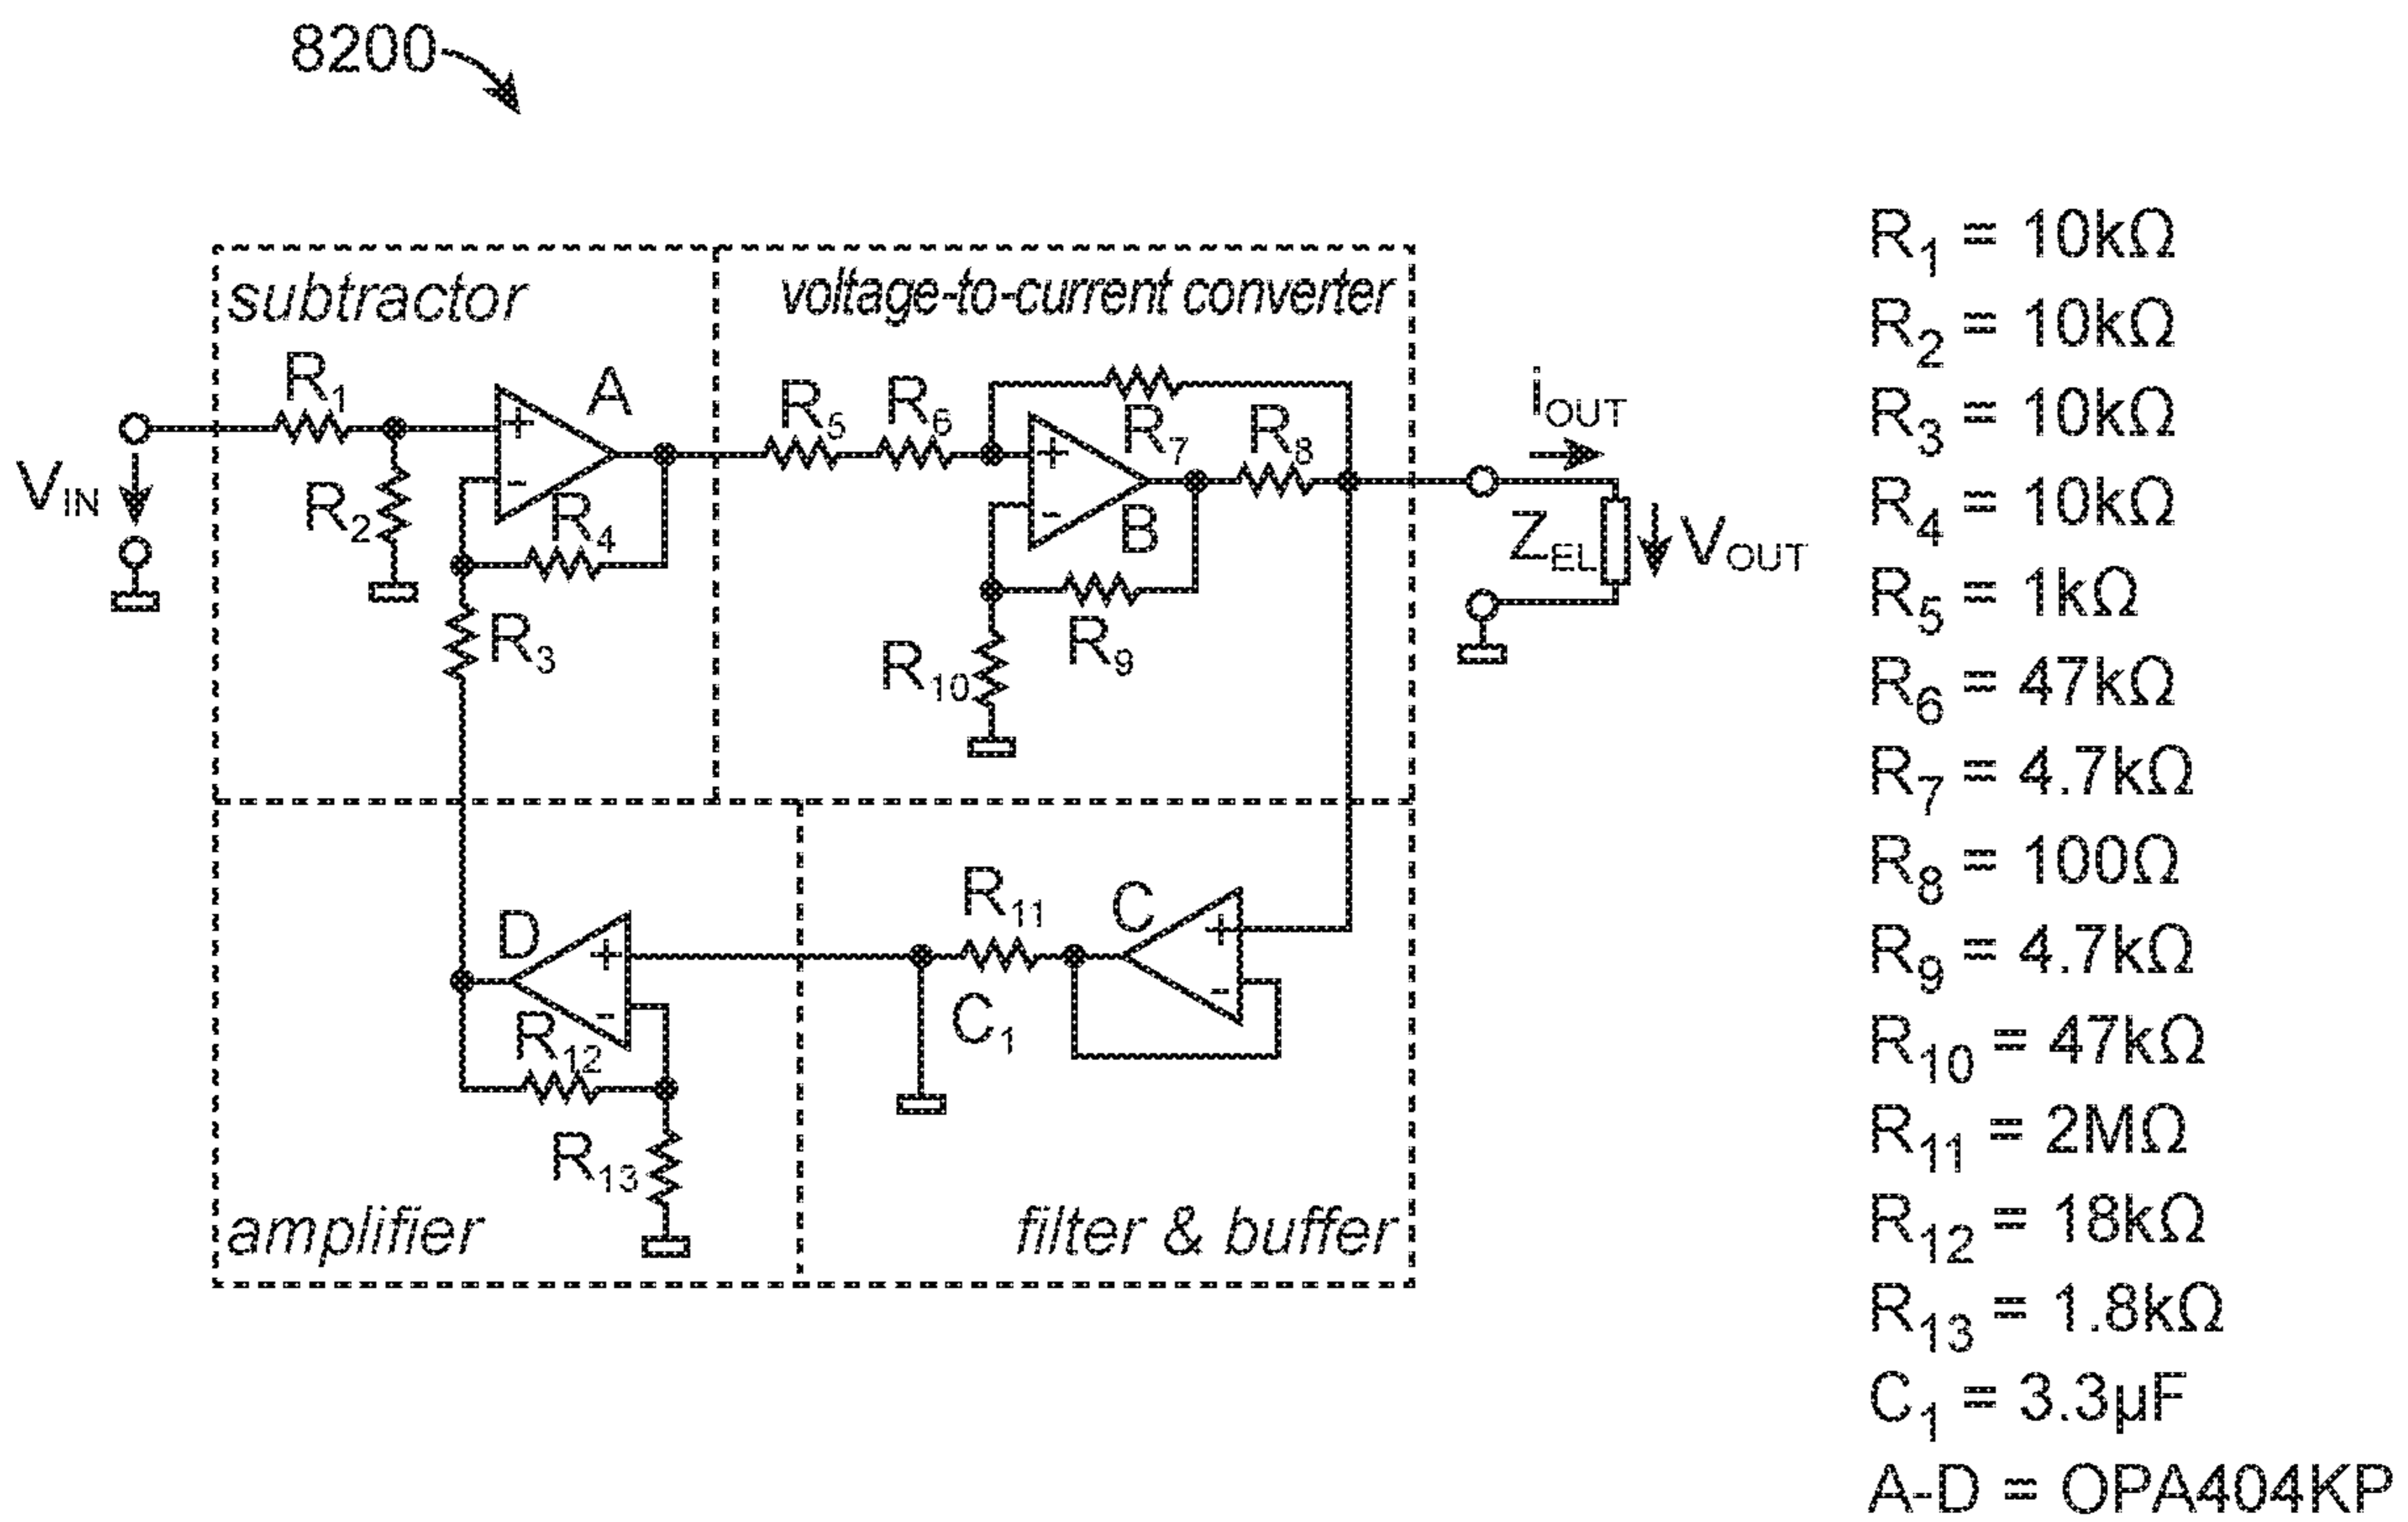 8200
subtractor
voltage-to-current converter
R1
A
R5
R6
R7
R8
iOUT
VIN
+
-
R2
R4
+
-
B
ZEL
VOUT
R3
R9
R10
R11
C
D
+
-
C1
+
-
R12
R13
amplifier
filter & buffer
R1 = 10kΩ
R2 = 10kΩ
R3 = 10kΩ
R4 = 10kΩ
R5 = 1kΩ
R6 = 47kΩ
R7 = 4.7kΩ
R8 = 100Ω
R9 = 4.7kΩ
R10 = 47kΩ
R11 = 2MΩ
R12 = 18kΩ
R13 = 1.8kΩ
C1 = 3.3µF
A-D = OPA404KP